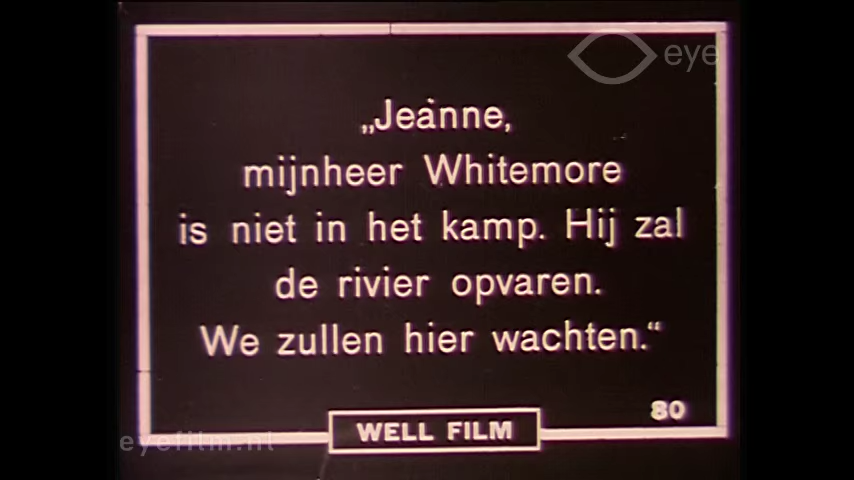 eye
„Jeanne,
mijnheer Whitemore
is niet in het kamp. Hij zal
de rivier opvaren.
We zullen hier wachten.“
80
WELL FILM
eyefilm.nl